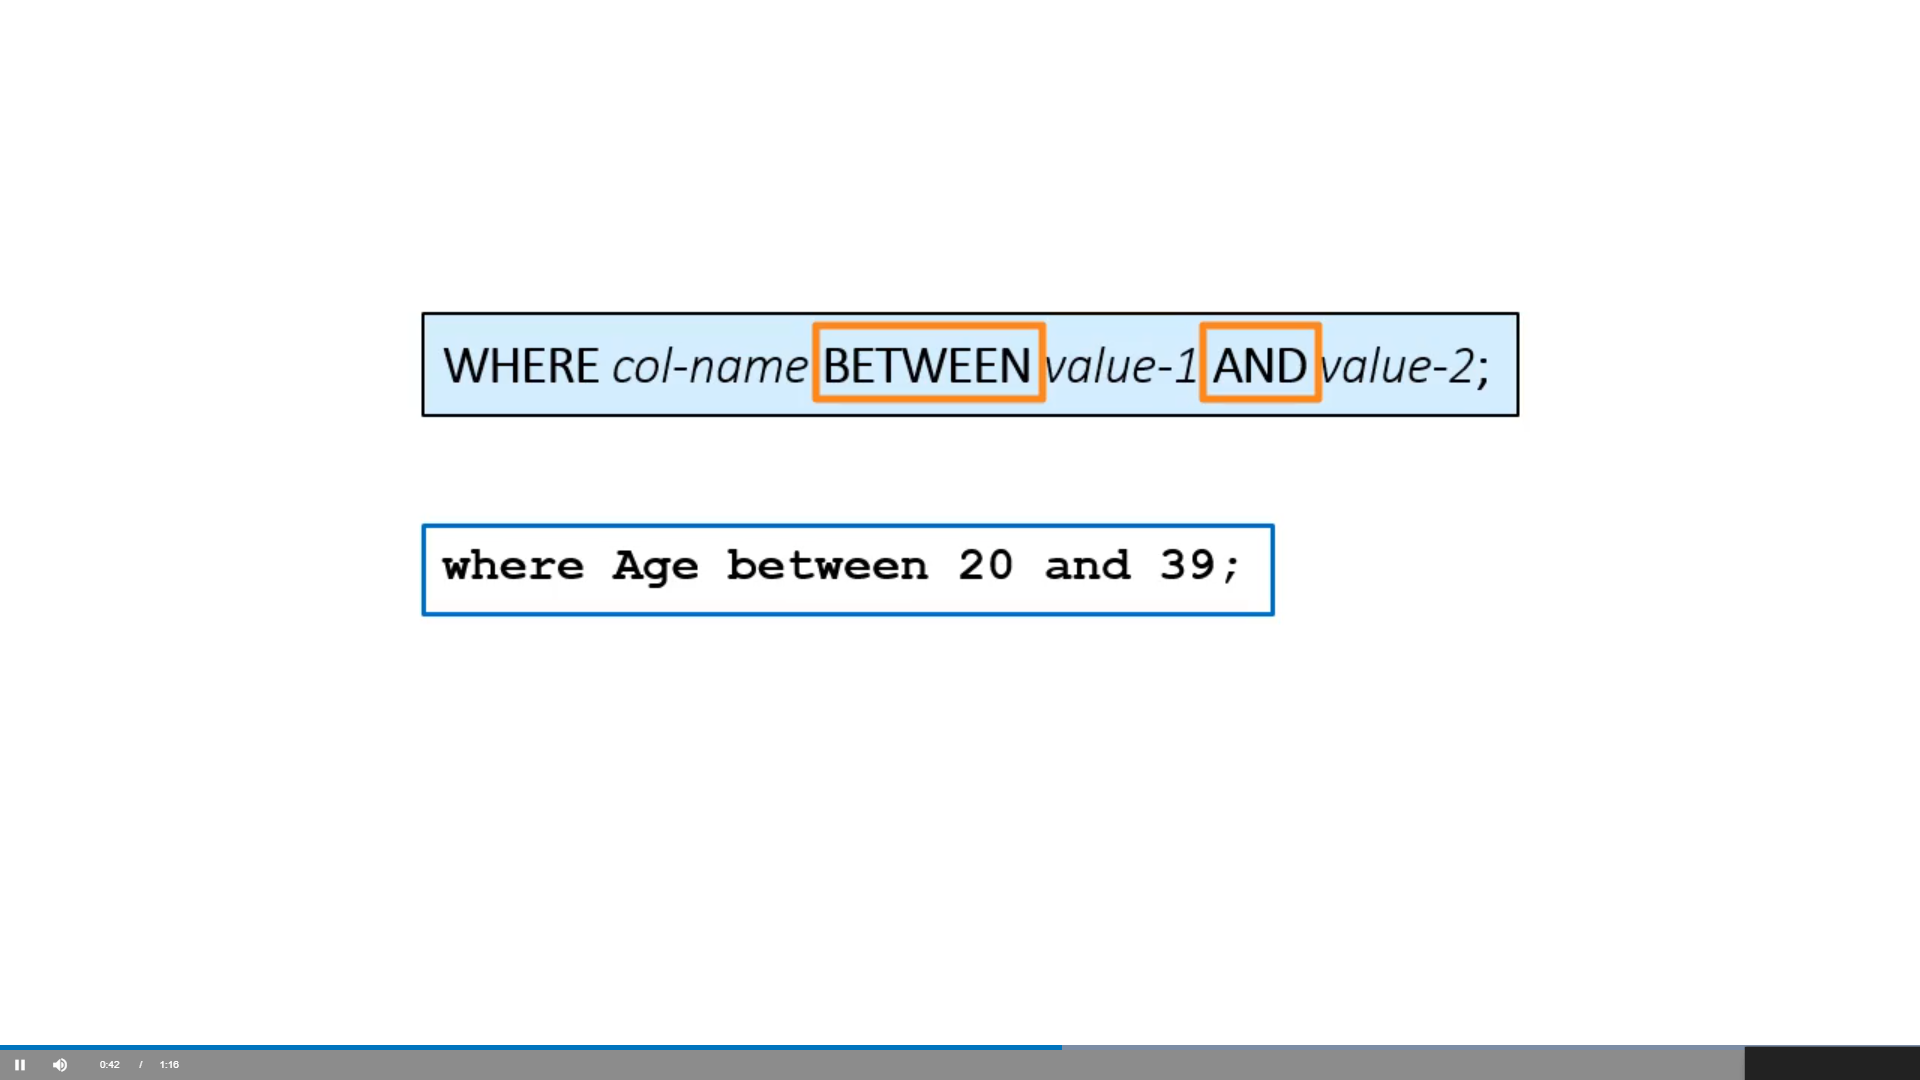 WHERE col-name BETWEEN value-1 AND value-2;
where Age between 20 and 39;
0:42 / 1:16